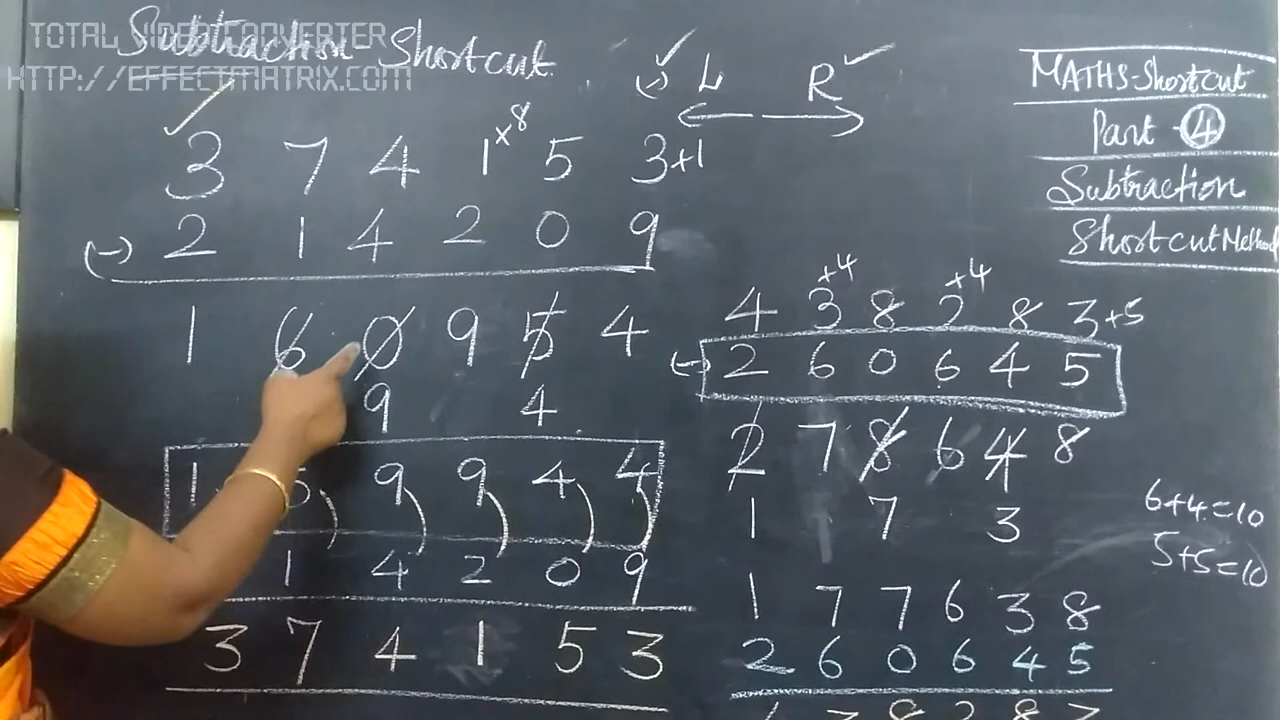 TOTAL VIDEO CONVERTER
HTTP://EFFECTMATRIX.COM
Subtraction - Shortcut
(-) L R
3 7 4 1+8 5 3+1
(-) 2 1 4 2 0 9
1 6 0 9 5 4
9 4
1 5 9 9 4 4
1 4 2 0 9
3 7 4 1 5 3
+4 +4
4 3 8 2 8 3+5
(-) 2 6 0 6 4 5
2 7 8 6 4 8
1 7 3
1 7 7 6 3 8
2 6 0 6 4 5
MATHS-Shortcut
Part - 4
Subtraction
Shortcut Method
6+4=10
5+5=10